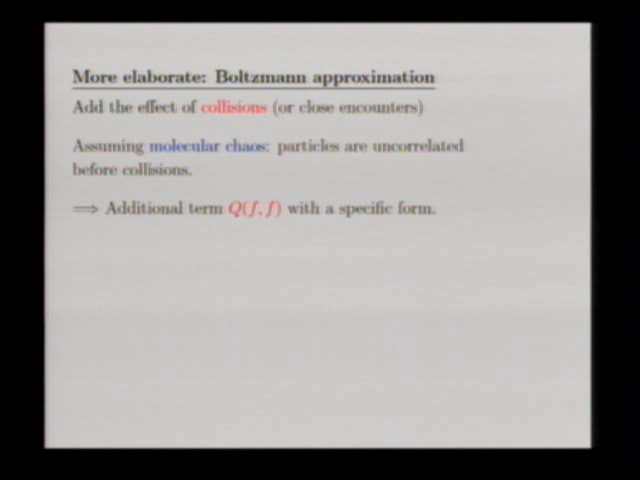 More elaborate: Boltzmann approximation
Add the effect of collisions (or close encounters)
Assuming molecular chaos: particles are uncorrelated
before collisions.
⟹ Additional term Q(f, f) with a specific form.